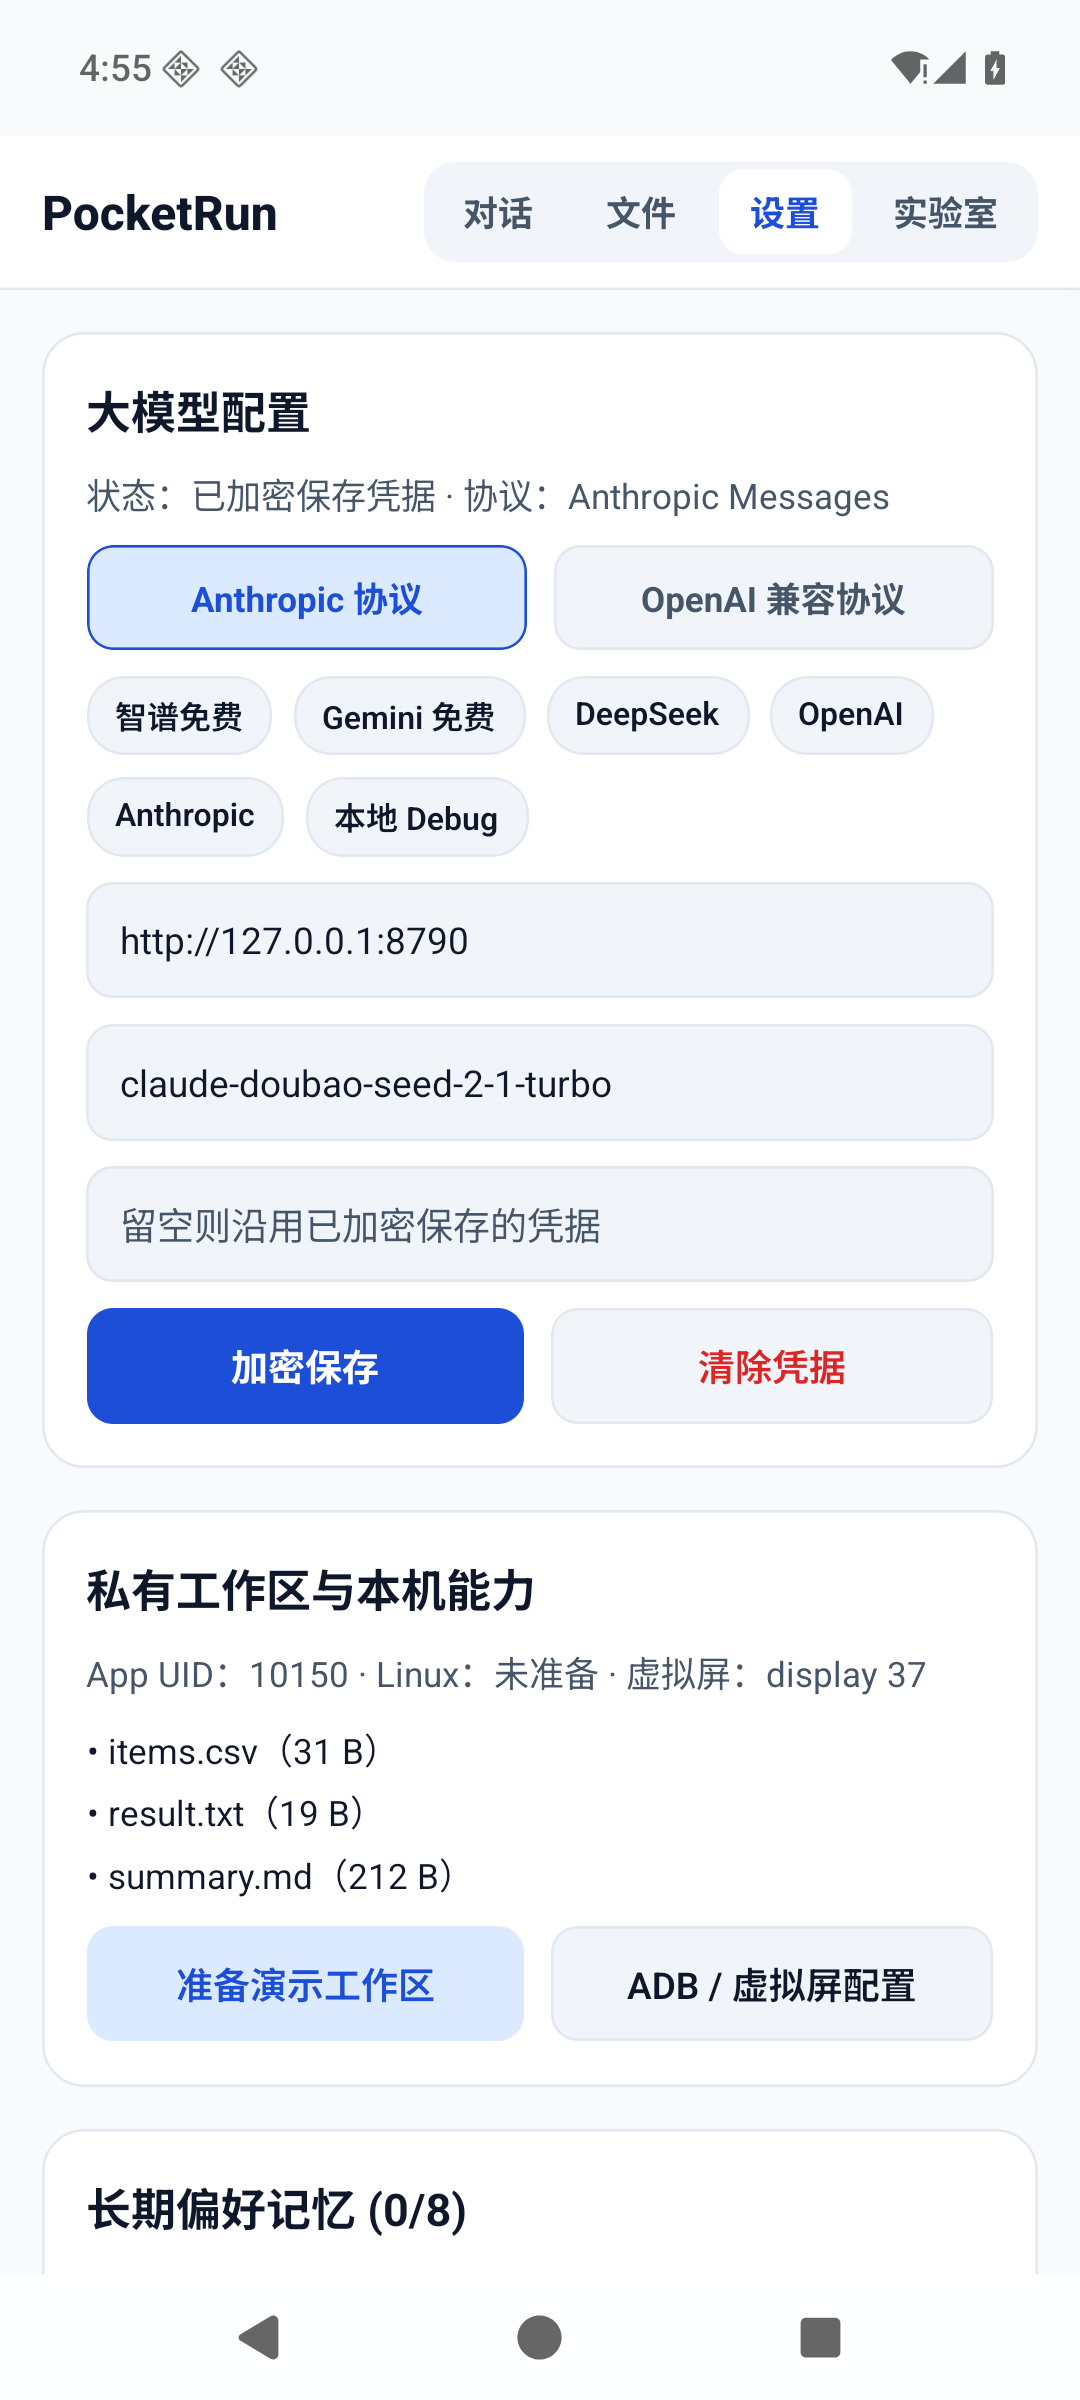 4:55
PocketRun
对话 文件 设置 实验室
大模型配置
状态：已加密保存凭据 · 协议：Anthropic Messages
Anthropic 协议 OpenAI 兼容协议
智谱免费 Gemini 免费 DeepSeek OpenAI
Anthropic 本地 Debug
http://127.0.0.1:8790
claude-doubao-seed-2-1-turbo
留空则沿用已加密保存的凭据
加密保存 清除凭据
私有工作区与本机能力
App UID：10150 · Linux：未准备 · 虚拟屏：display 37
• items.csv（31 B）
• result.txt（19 B）
• summary.md（212 B）
准备演示工作区 ADB / 虚拟屏配置
长期偏好记忆 (0/8)